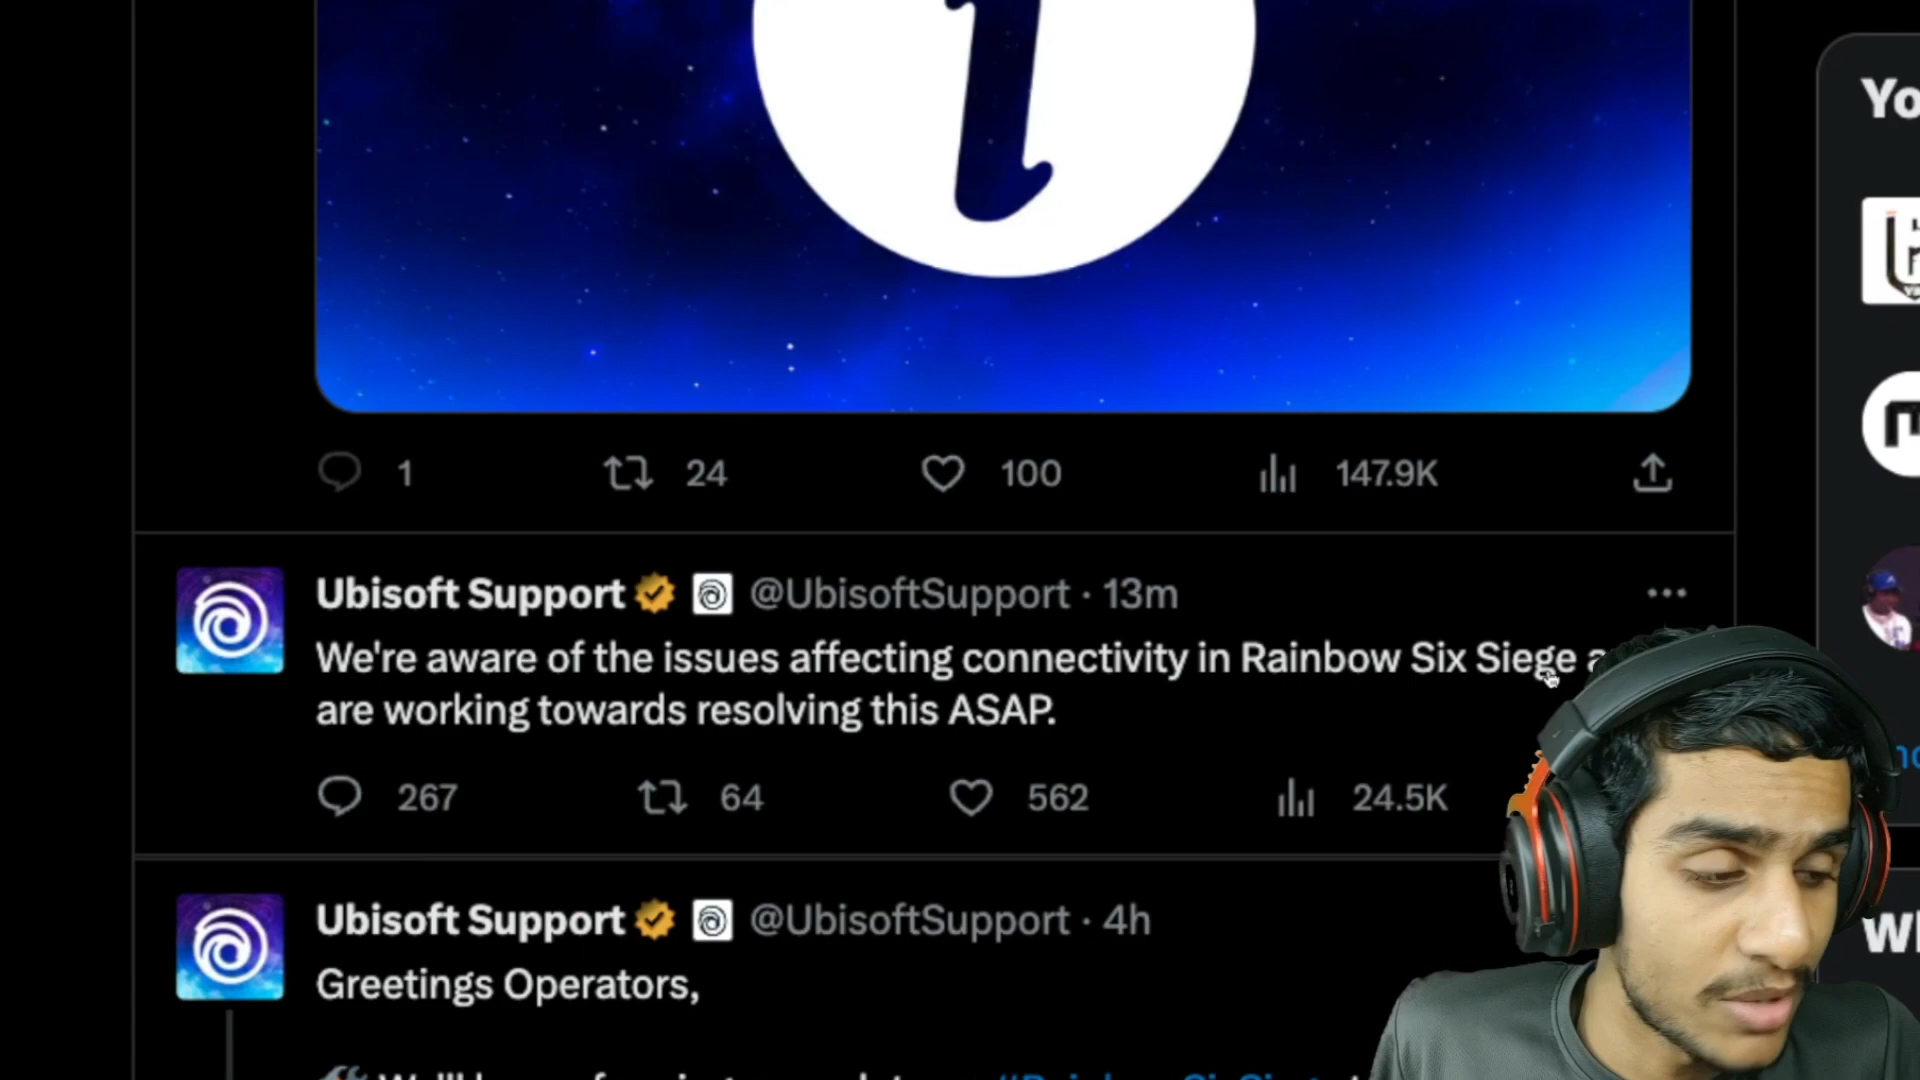 i
Yo
1 24 100 147.9K
Ubisoft Support @UbisoftSupport · 13m
We're aware of the issues affecting connectivity in Rainbow Six Siege
are working towards resolving this ASAP.
267 64 562 24.5K
Ubisoft Support @UbisoftSupport · 4h
Greetings Operators,